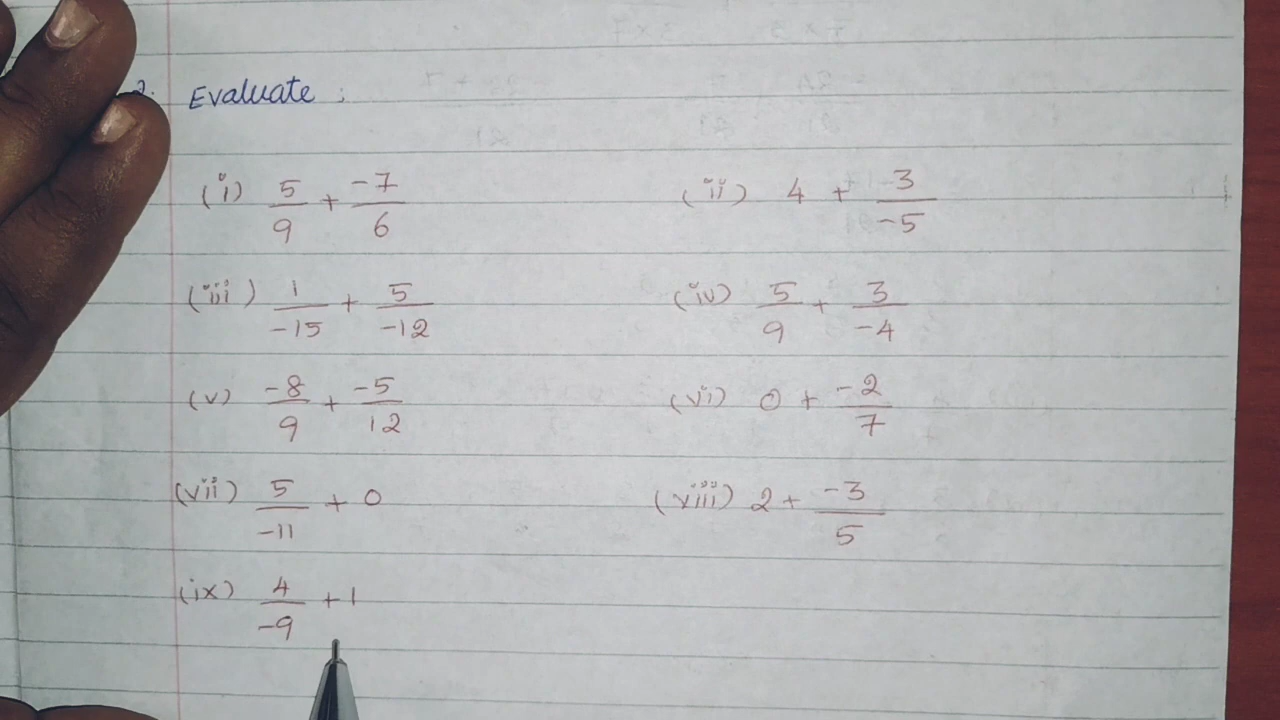 2. Evaluate :
(i) 5/9 + -7/6 (ii) 4 + 3/-5
(iii) 1/-15 + 5/-12 (iv) 5/9 + 3/-4
(v) -8/9 + -5/12 (vi) 0 + -2/7
(vii) 5/-11 + 0 (viii) 2 + -3/5
(ix) 4/-9 + 1